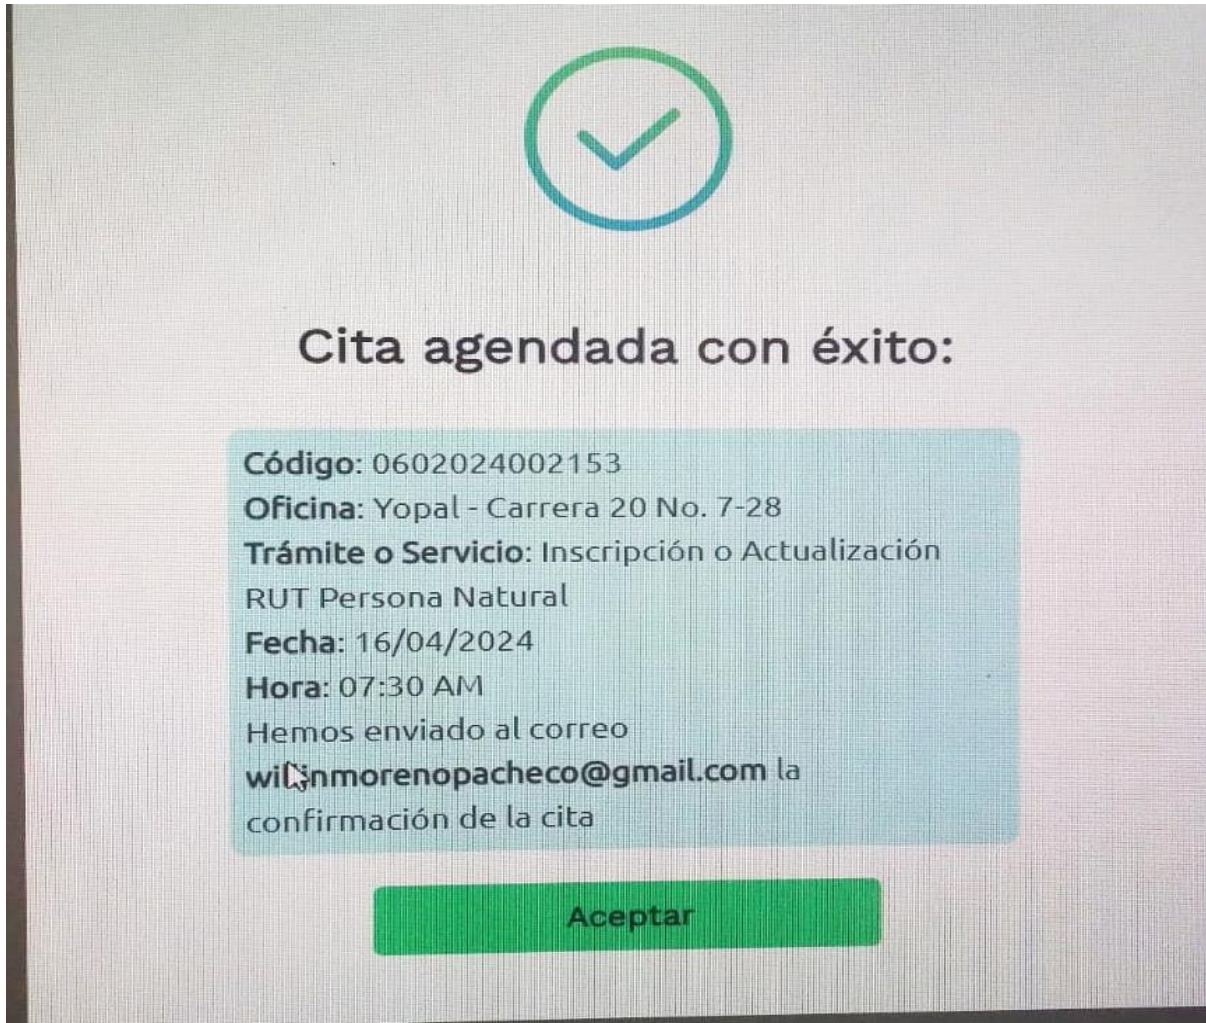 Cita agendada con éxito:
Código: 0602024002153
Oficina: Yopal - Carrera 20 No. 7-28
Trámite o Servicio: Inscripción o Actualización
RUT Persona Natural
Fecha: 16/04/2024
Hora: 07:30 AM
Hemos enviado al correo
la
confirmación de la cita
Aceptar